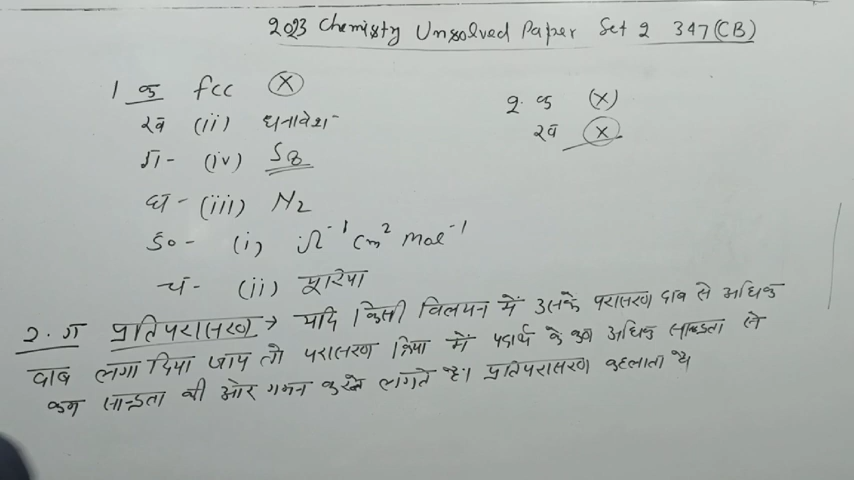 2023 Chemistry Unsolved Paper Set 2 347(CB)
1 क fcc (X)
ख (ii) धनावेश
ग- (iv) S8
घ- (iii) N2
ङ- (i) Ω⁻¹ cm² mol⁻¹
च- (ii) यूरिया
2. क (X)
ख (X)
2. ग प्रतिपरासरण → यदि किसी विलयन में उसके परासरण दाब से अधिक
दाब लगा दिया जाय तो परासरण क्रिया में पदार्थ के कण अधिक सान्द्रता से
कम सान्द्रता की ओर गमन करने लगते है। प्रतिपरासरण कहलाती है